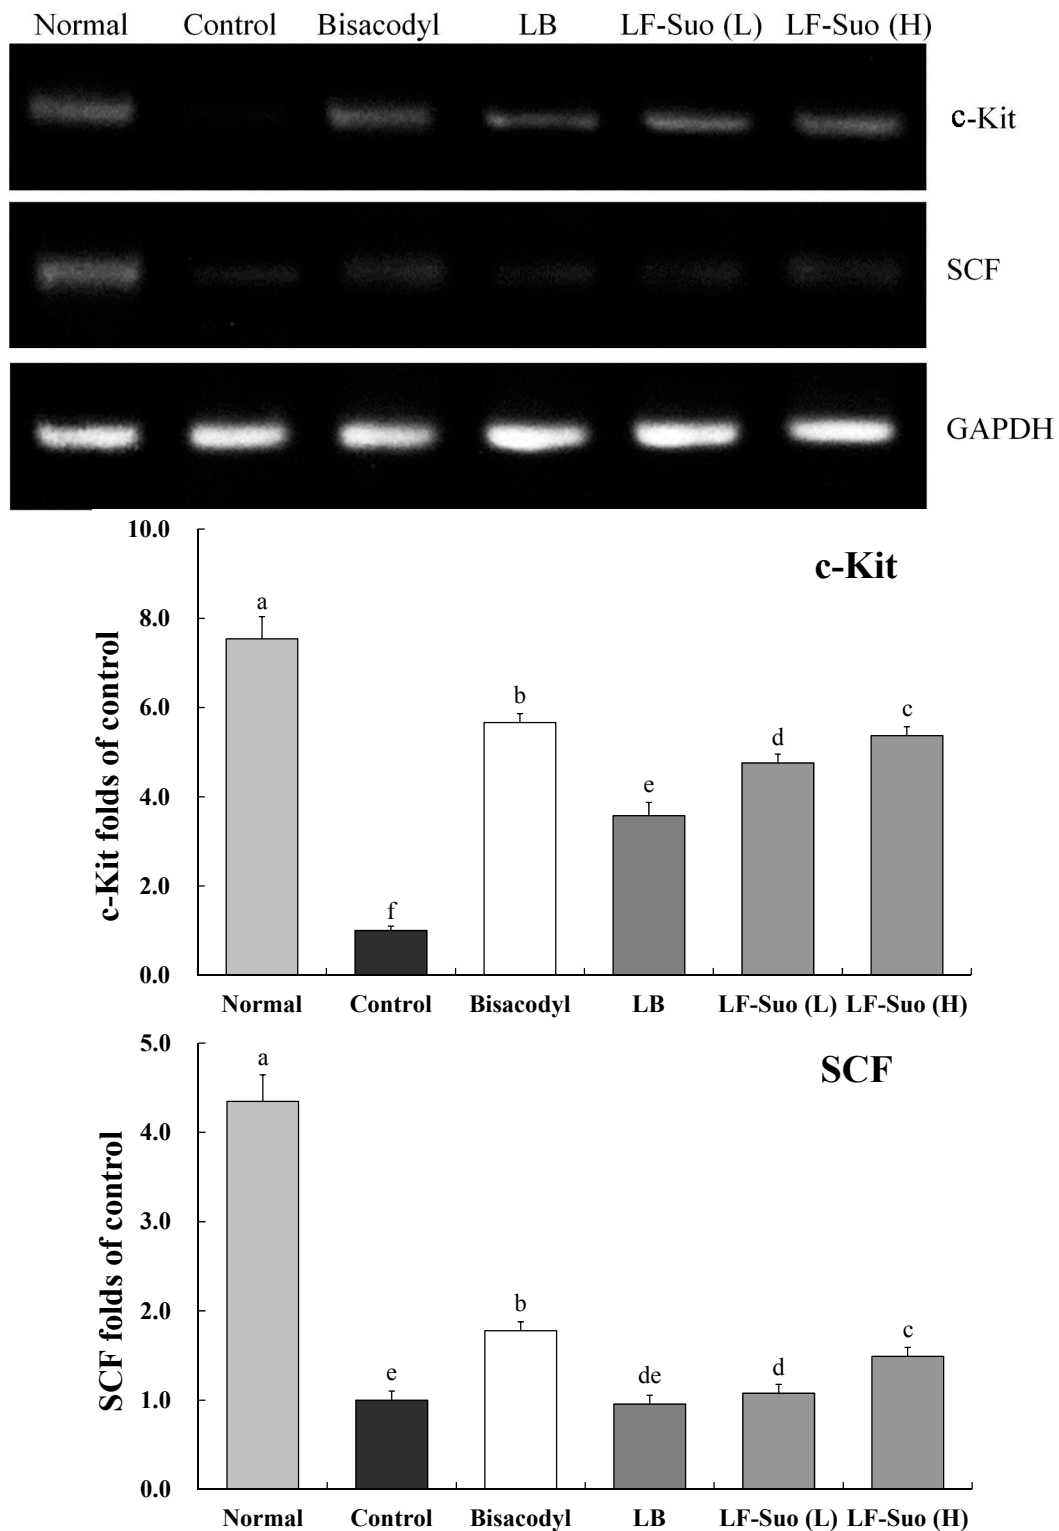 Normal Control Bisacodyl LB LF-Suo (L) LF-Suo (H)
c-Kit
SCF
GAPDH
c-Kit
c-Kit folds of control
10.0
8.0
6.0
4.0
2.0
0.0
a
f
b
e
d
c
Normal Control Bisacodyl LB LF-Suo (L) LF-Suo (H)
SCF
SCF folds of control
5.0
4.0
3.0
2.0
1.0
0.0
a
e
b
de
d
c
Normal Control Bisacodyl LB LF-Suo (L) LF-Suo (H)